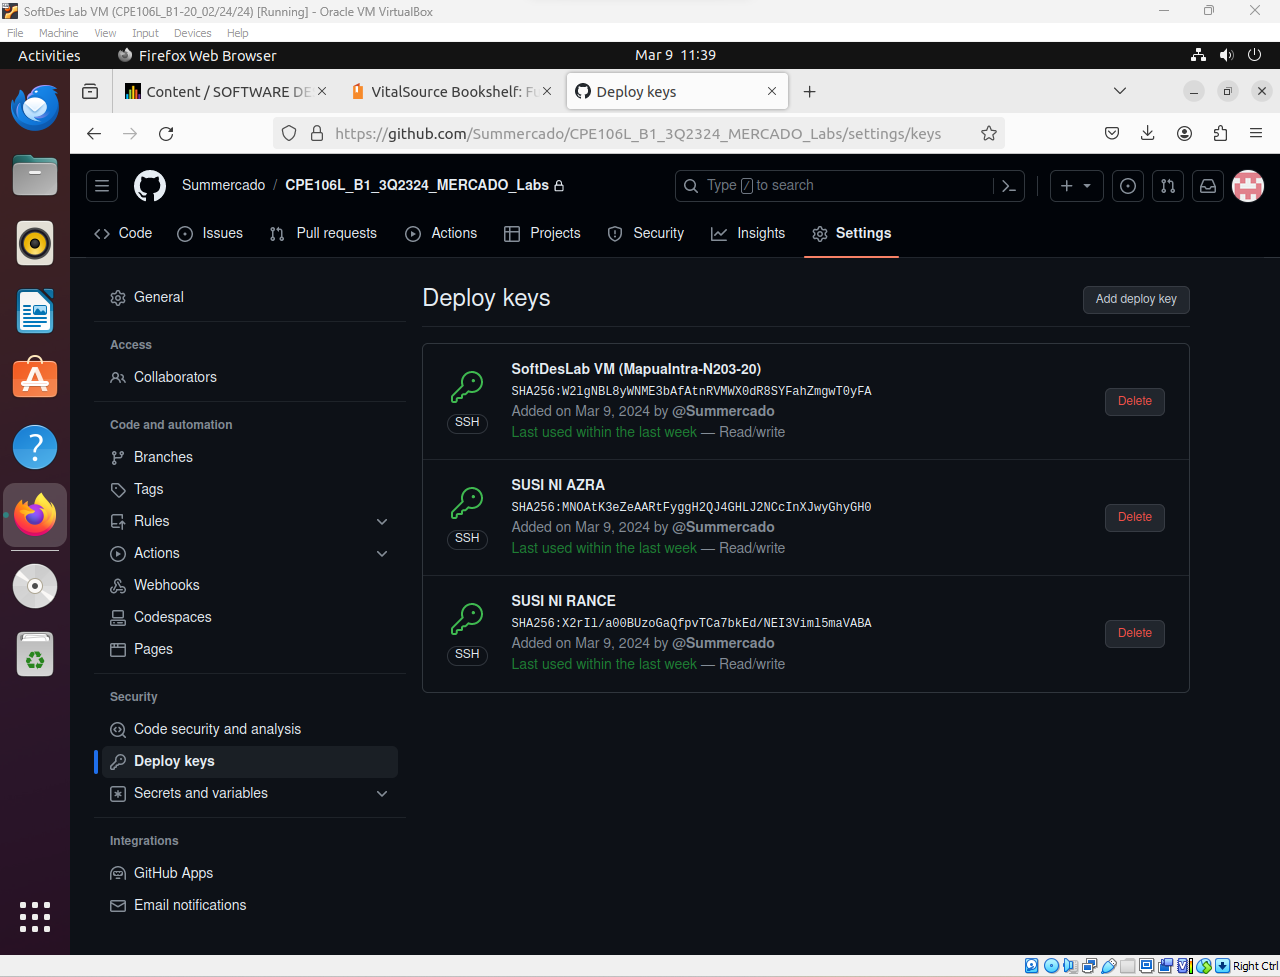 SoftDes Lab VM (CPE106L_B1-20_02/24/24) [Running] - Oracle VM VirtualBox
File Machine View Input Devices Help
Activities Firefox Web Browser Mar 9 11:39
Content / SOFTWARE DE
VitalSource Bookshelf: Fu
Deploy keys
https://github.com/Summercado/CPE106L_B1_3Q2324_MERCADO_Labs/settings/keys
Summercado / CPE106L_B1_3Q2324_MERCADO_Labs
Type / to search
Code Issues Pull requests Actions Projects Security Insights Settings
General
Access
Collaborators
Code and automation
Branches
Tags
Rules
Actions
Webhooks
Codespaces
Pages
Security
Code security and analysis
Deploy keys
Secrets and variables
Integrations
GitHub Apps
Email notifications
Deploy keys
Add deploy key
SoftDesLab VM (MapuaIntra-N203-20)
SHA256:W2lgNBL8yWNME3bAfAtnRVMWX0dR8SYFahZmgwT0yFA
Added on Mar 9, 2024 by @Summercado
Last used within the last week — Read/write
SSH
Delete
SUSI NI AZRA
SHA256:MNOAtK3eZeAARtFyggH2QJ4GHLJ2NCcInXJwyGhyGH0
Added on Mar 9, 2024 by @Summercado
Last used within the last week — Read/write
SSH
Delete
SUSI NI RANCE
SHA256:X2rIl/a00BUzoGaQfpvTCa7bkEd/NEI3Viml5maVABA
Added on Mar 9, 2024 by @Summercado
Last used within the last week — Read/write
SSH
Delete
Right Ctrl